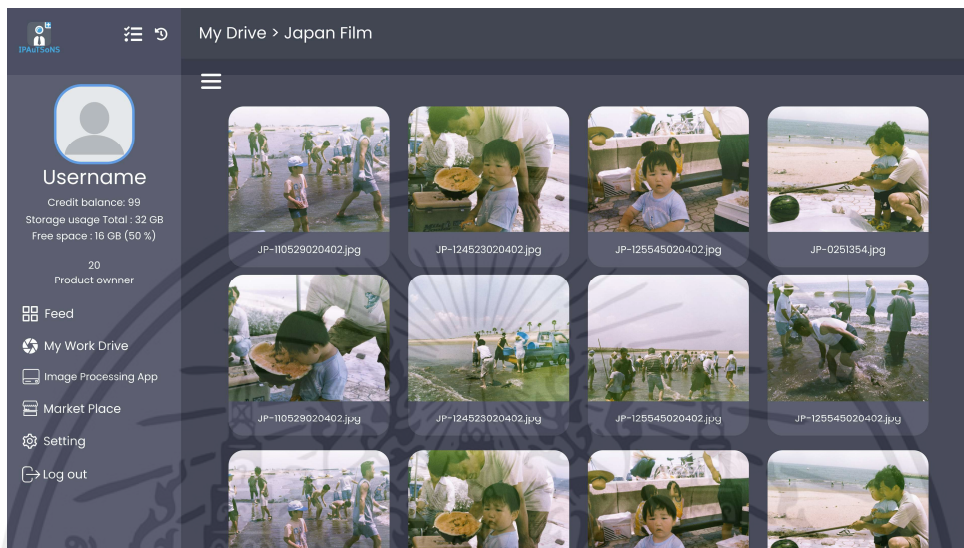 IPAuTSoNS
My Drive > Japan Film
Username
Credit balance: 99
Storage usage Total : 32 GB
Free space : 16 GB (50 %)
20
Product ownner
Feed
My Work Drive
Image Processing App
Market Place
Setting
Log out
JP-110529020402.jpg
JP-124523020402.jpg
JP-125545020402.jpg
JP-0251354.jpg
JP-110529020402.jpg
JP-124523020402.jpg
JP-125545020402.jpg
JP-125545020402.jpg